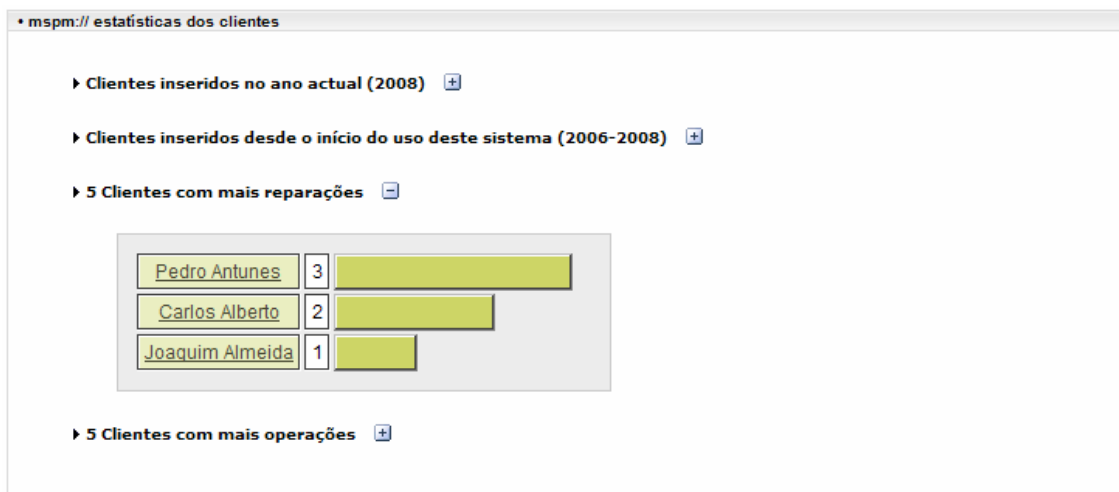 • mspm:// estatísticas dos clientes
Clientes inseridos no ano actual (2008)
Clientes inseridos desde o início do uso deste sistema (2006-2008)
5 Clientes com mais reparações
Pedro Antunes 3
Carlos Alberto 2
Joaquim Almeida 1
5 Clientes com mais operações